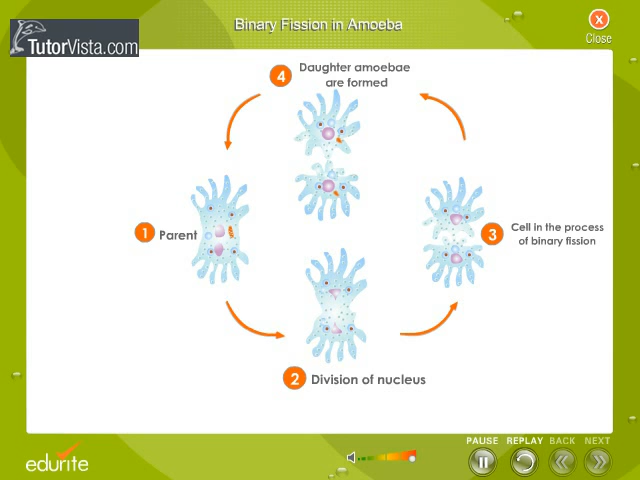 Binary Fission in Amoeba
X
Close
TutorVista.com
4
Daughter amoebae
are formed
1
Parent
3
Cell in the process
of binary fission
2
Division of nucleus
PAUSE REPLAY BACK NEXT
edurite